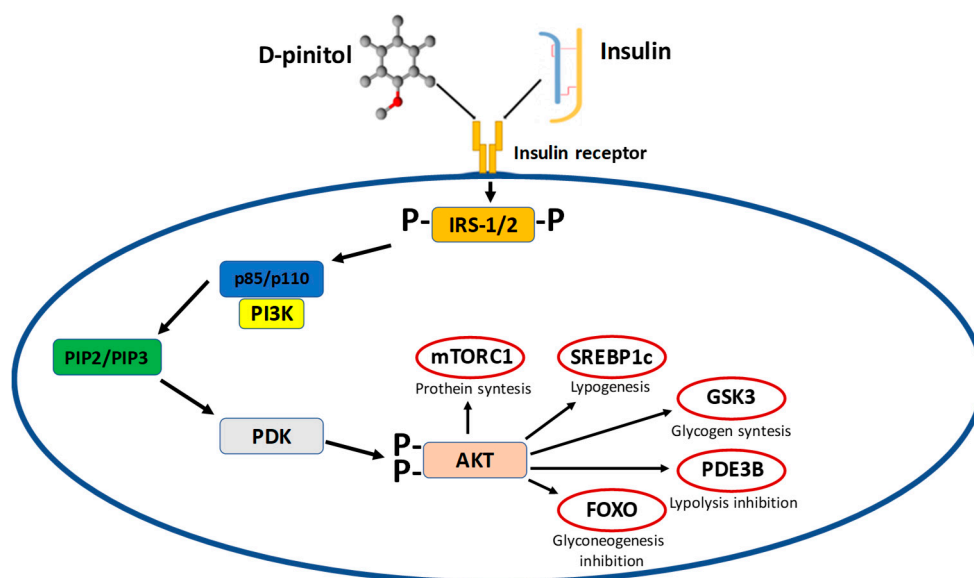 D-pinitol
Insulin
Insulin receptor
P- IRS-1/2 -P
p85/p110
PI3K
PIP2/PIP3
PDK
P-
P-
AKT
mTORC1
Prothein syntesis
SREBP1c
Lypogenesis
GSK3
Glycogen syntesis
PDE3B
Lypolysis inhibition
FOXO
Glyconeogenesis
inhibition